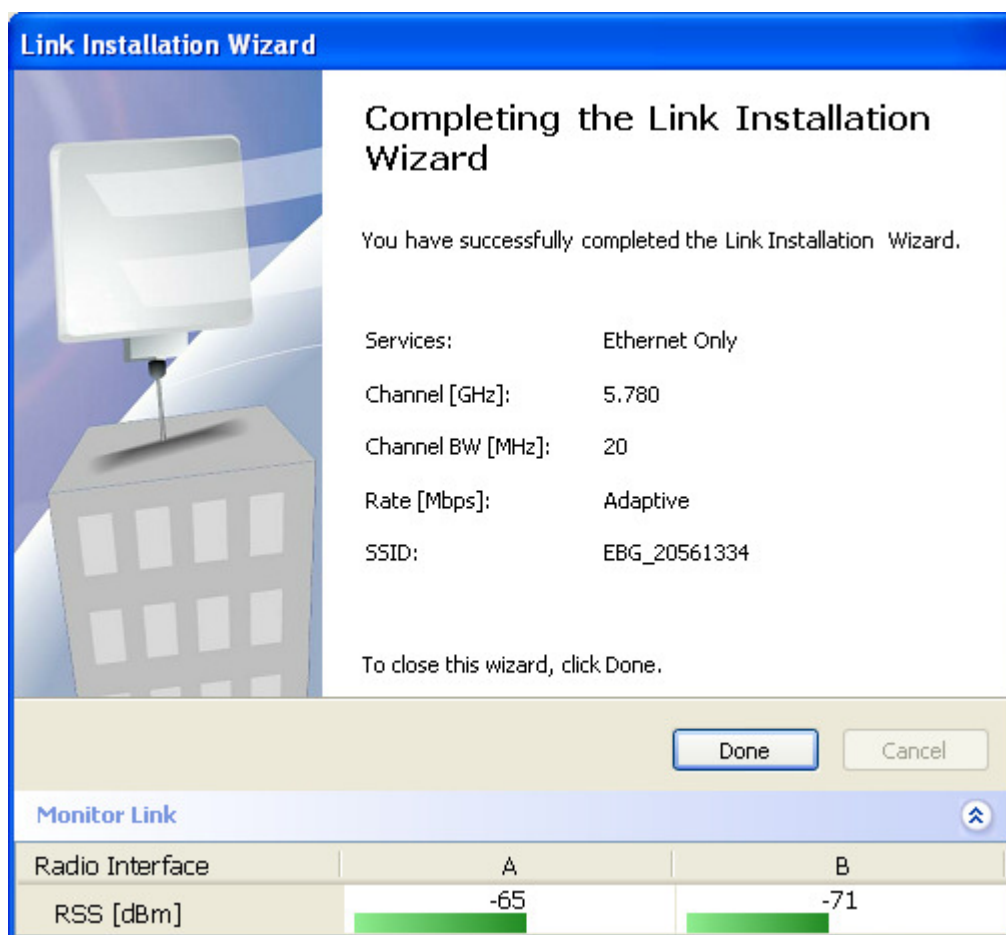 Link Installation Wizard
Completing the Link Installation
Wizard
You have successfully completed the Link Installation Wizard.
Services: Ethernet Only
Channel [GHz]: 5.780
Channel BW [MHz]: 20
Rate [Mbps]: Adaptive
SSID: EBG_20561334
To close this wizard, click Done.
Done Cancel
Monitor Link
Radio Interface A B
RSS [dBm] -65 -71